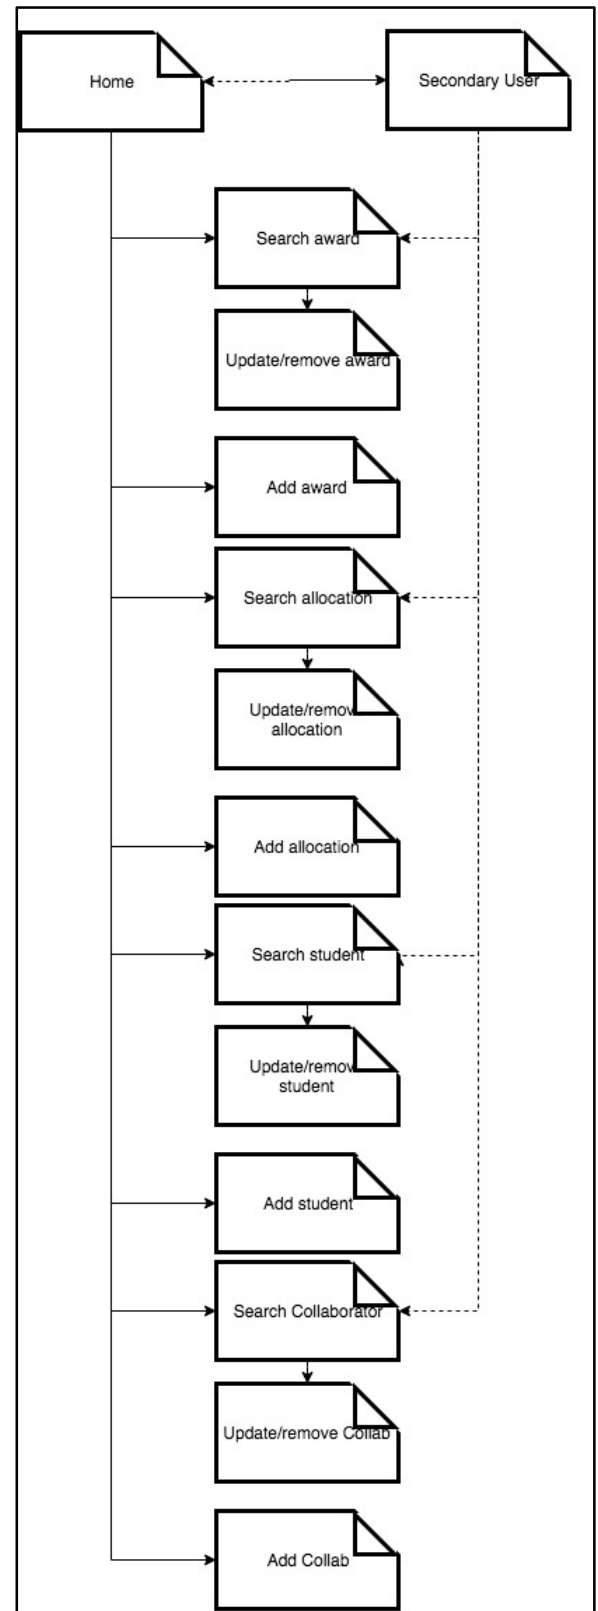 Home
Secondary User
Search award
Update/remove award
Add award
Search allocation
Update/remov
allocation
Add allocation
Search student
Update/remov
student
Add student
Search Collaborator
Update/remove Collab
Add Collab